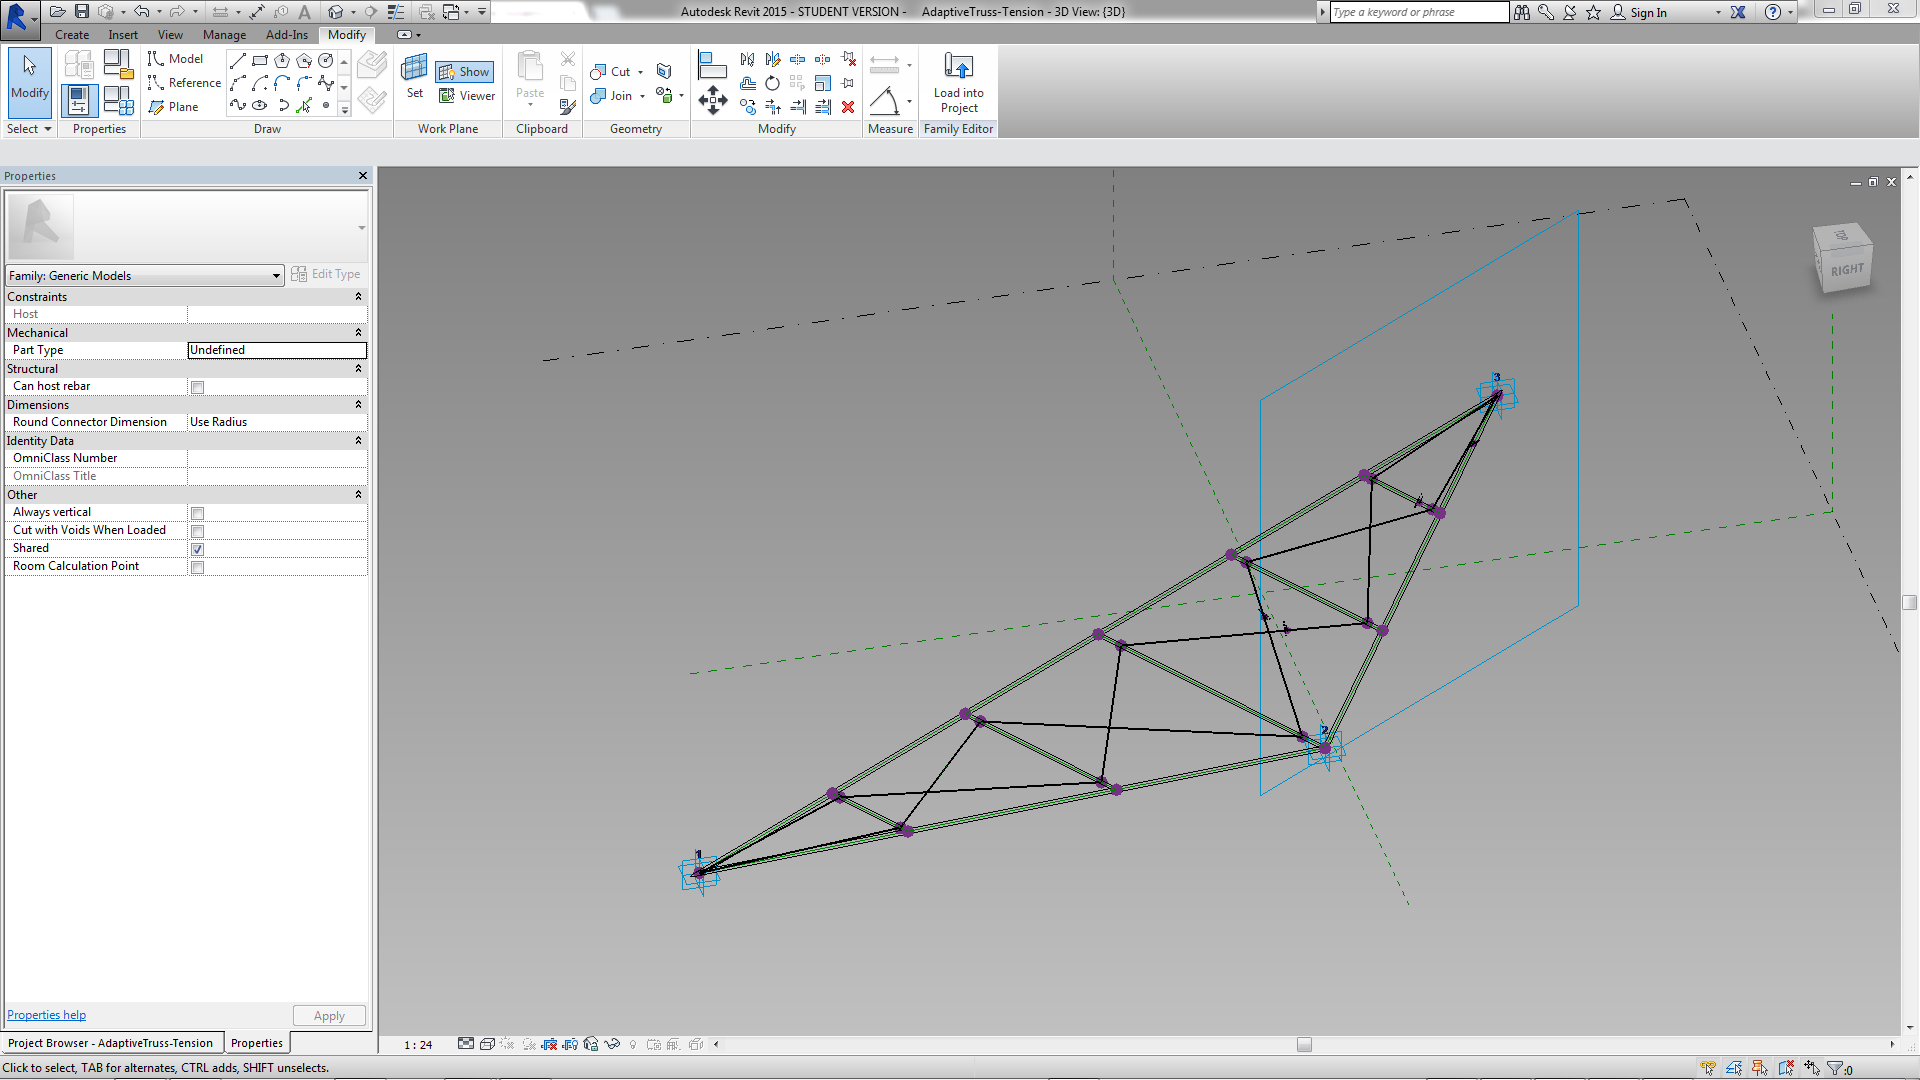 Autodesk Revit 2015 - STUDENT VERSION - AdaptiveTruss-Tension - 3D View: {3D}
Type a keyword or phrase
Sign In
Create Insert View Manage Add-Ins Modify
Modify
Model
Reference
Plane
Set
Show
Viewer
Paste
Cut
Join
Load into
Project
Select Properties Draw Work Plane Clipboard Geometry Modify Measure Family Editor
Properties
Family: Generic Models
Edit Type
Constraints
Host
Mechanical
Part Type Undefined
Structural
Can host rebar
Dimensions
Round Connector Dimension Use Radius
Identity Data
OmniClass Number
OmniClass Title
Other
Always vertical
Cut with Voids When Loaded
Shared
Room Calculation Point
TOP
RIGHT
3
2
1
Properties help
Apply
Project Browser - AdaptiveTruss-Tension Properties
1 : 24
Click to select, TAB for alternates, CTRL adds, SHIFT unselects.
:0